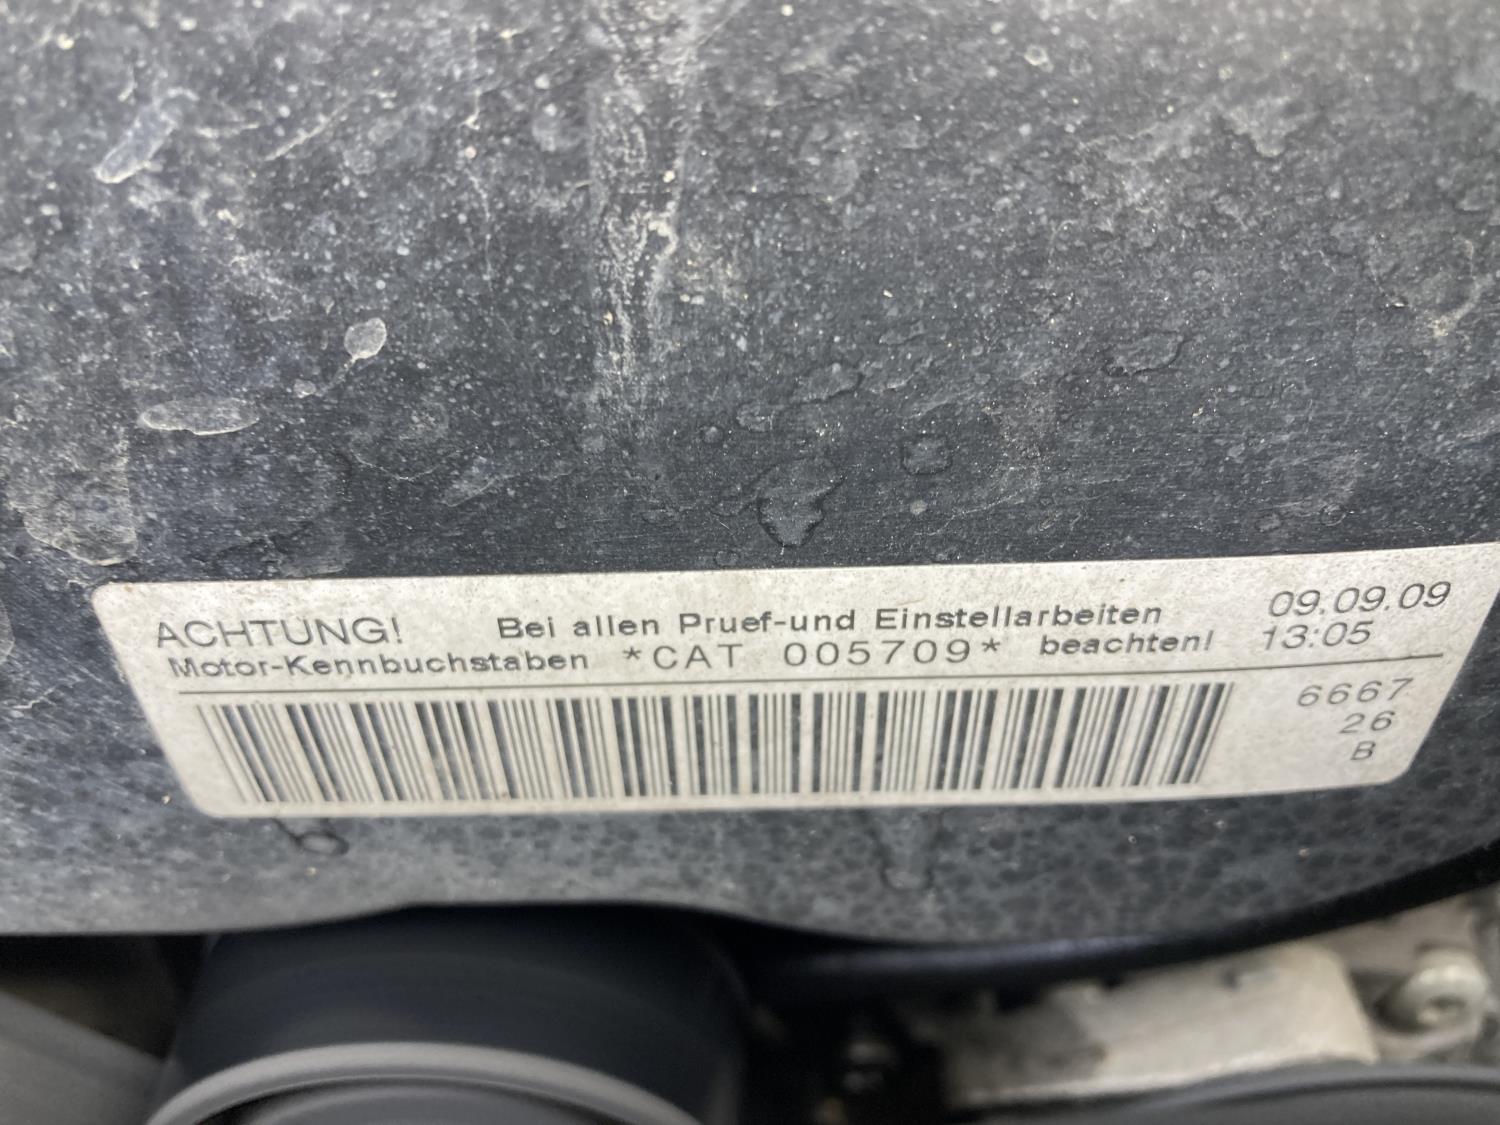 ACHTUNG! Bei allen Pruef-und Einstellarbeiten 09.09.09
Motor-Kennbuchstaben *CAT 005709* beachten! 13:05
6667
26
B